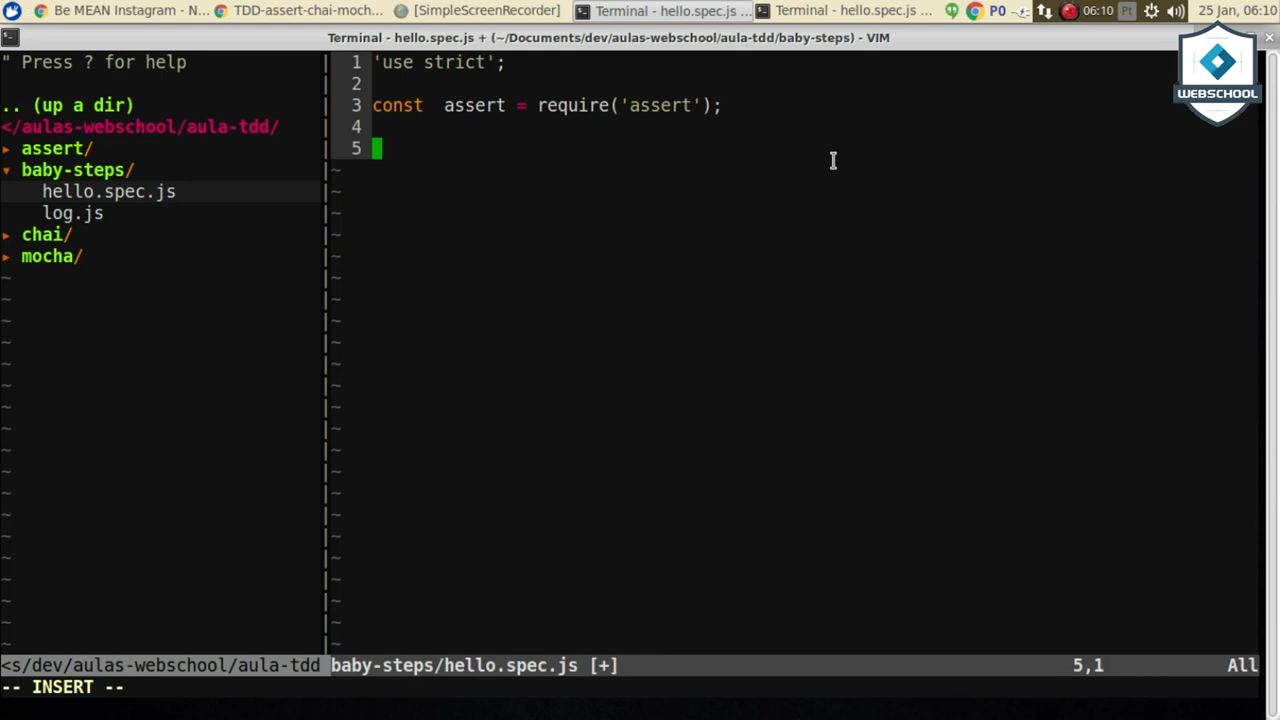 Be MEAN Instagram - N...
TDD-assert-chai-moch...
[SimpleScreenRecorder]
Terminal - hello.spec.js ...
Terminal - hello.spec.js ...
P0
06:10
Pt
25 Jan, 06:10
Terminal - hello.spec.js + (~/Documents/dev/aulas-webschool/aula-tdd/baby-steps) - VIM
WEBSCHOOL
" Press ? for help
.. (up a dir)
</aulas-webschool/aula-tdd/
▸ assert/
▾ baby-steps/
hello.spec.js
log.js
▸ chai/
▸ mocha/
1 'use strict';
2
3 const  assert = require('assert');
4
5
<s/dev/aulas-webschool/aula-tdd
baby-steps/hello.spec.js [+]
5,1
All
-- INSERT --